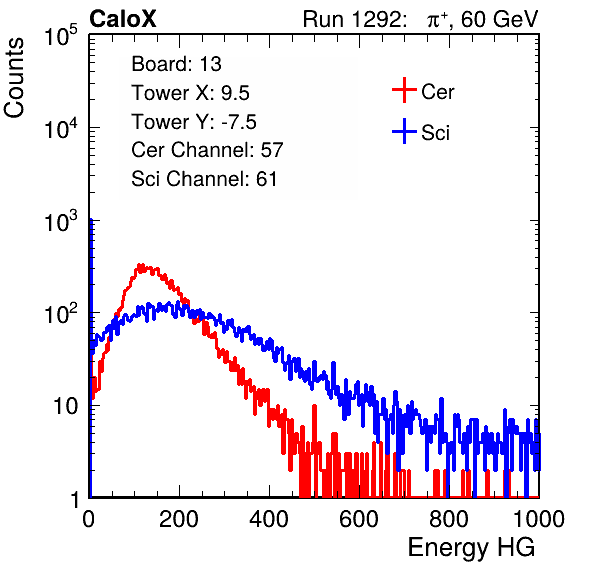 CaloX Run 1292: π⁺, 60 GeV
Counts
10⁵
10⁴
10³
10²
10
1
Board: 13
Tower X: 9.5
Tower Y: -7.5
Cer Channel: 57
Sci Channel: 61
Cer
Sci
0 200 400 600 800 1000
Energy HG